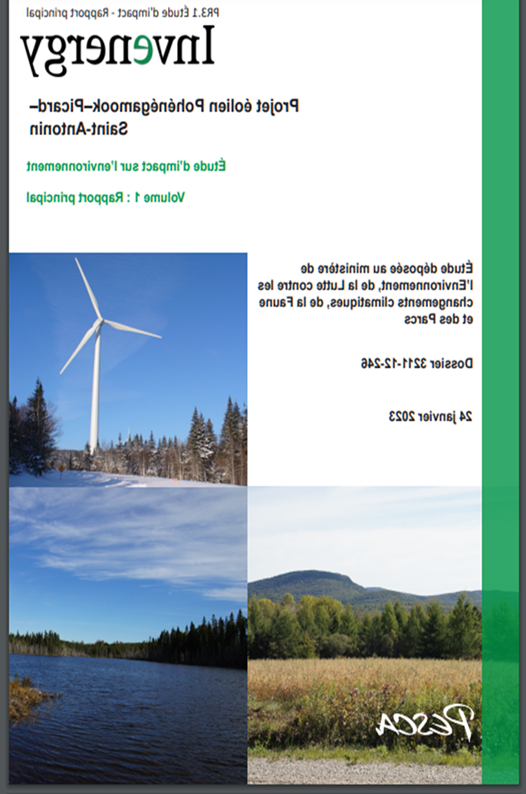 PR3.1 Étude d'impact - Rapport principal
Invenergy
Projet éolien Pohénégamook–Picard–
Saint-Antonin
Étude d'impact sur l'environnement
Volume 1 : Rapport principal
Étude déposée au ministère de
l'Environnement, de la Lutte contre les
changements climatiques, de la Faune
et des Parcs
Dossier 3211-12-246
24 janvier 2023
PESCA